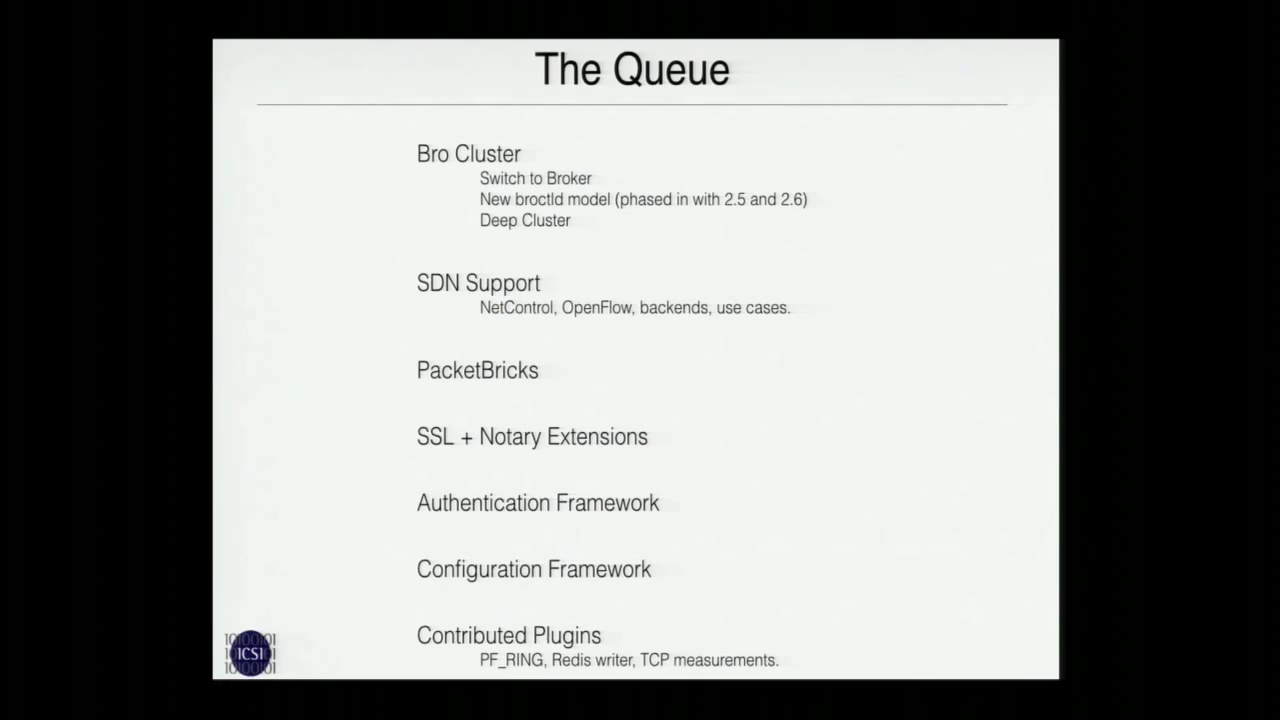 The Queue
Bro Cluster
Switch to Broker
New broctld model (phased in with 2.5 and 2.6)
Deep Cluster
SDN Support
NetControl, OpenFlow, backends, use cases.
PacketBricks
SSL + Notary Extensions
Authentication Framework
Configuration Framework
Contributed Plugins
PF_RING, Redis writer, TCP measurements.
10100101
ICSI
10100101